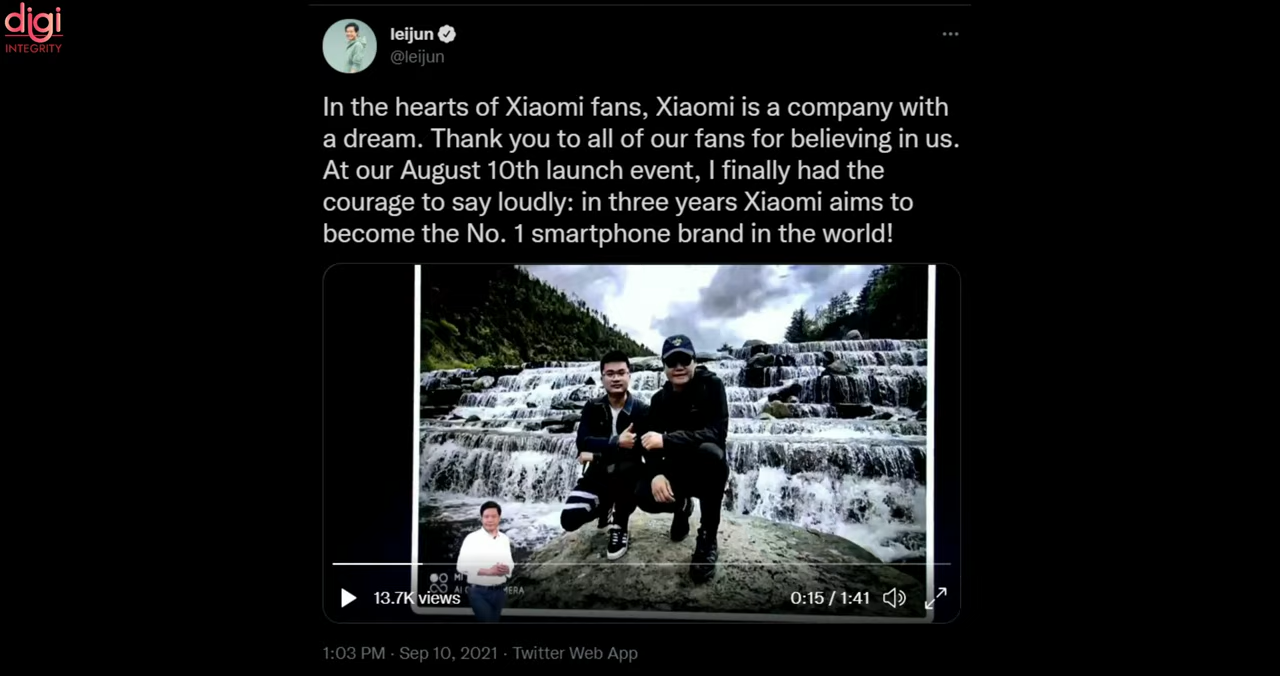 digi
INTEGRITY
leijun
@leijun
In the hearts of Xiaomi fans, Xiaomi is a company with
a dream. Thank you to all of our fans for believing in us.
At our August 10th launch event, I finally had the
courage to say loudly: in three years Xiaomi aims to
become the No. 1 smartphone brand in the world!
MI
13.7K views
0:15 / 1:41
1:03 PM · Sep 10, 2021 · Twitter Web App